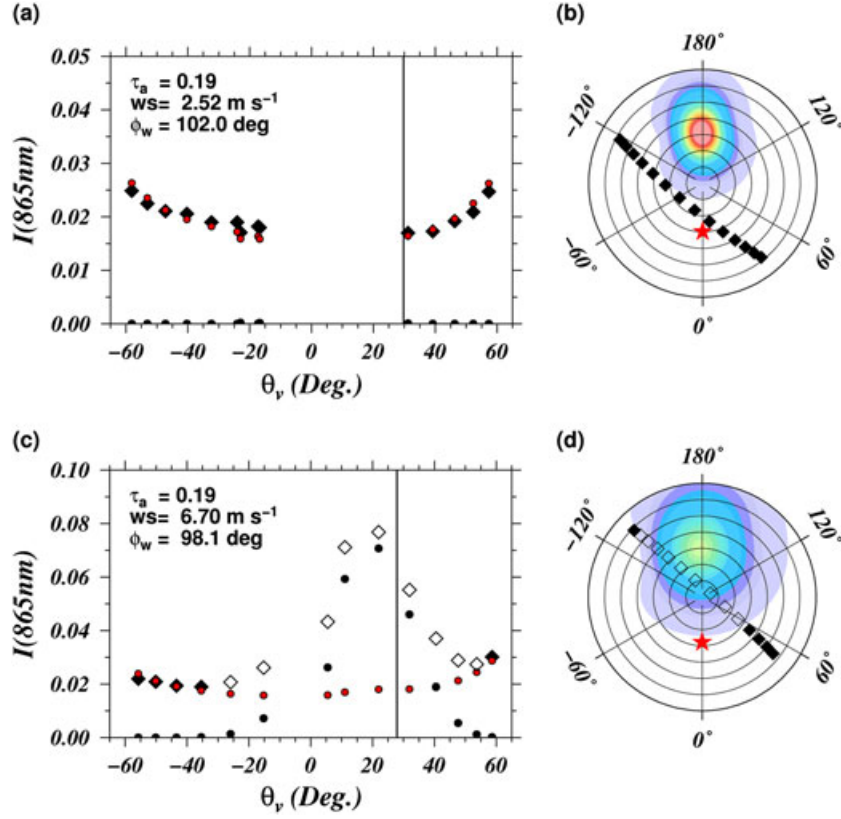 (a)
(b)
I(865nm)
0.05
0.04
0.03
0.02
0.01
0.00
τa = 0.19
ws= 2.52 m s−1
ϕw = 102.0 deg
−60 −40 −20 0 20 40 60
θv (Deg.)
180°
−120° 120°
−60° 60°
0°
(c)
(d)
I(865nm)
0.10
0.08
0.06
0.04
0.02
0.00
τa = 0.19
ws= 6.70 m s−1
ϕw = 98.1 deg
−60 −40 −20 0 20 40 60
θv (Deg.)
180°
−120° 120°
−60° 60°
0°